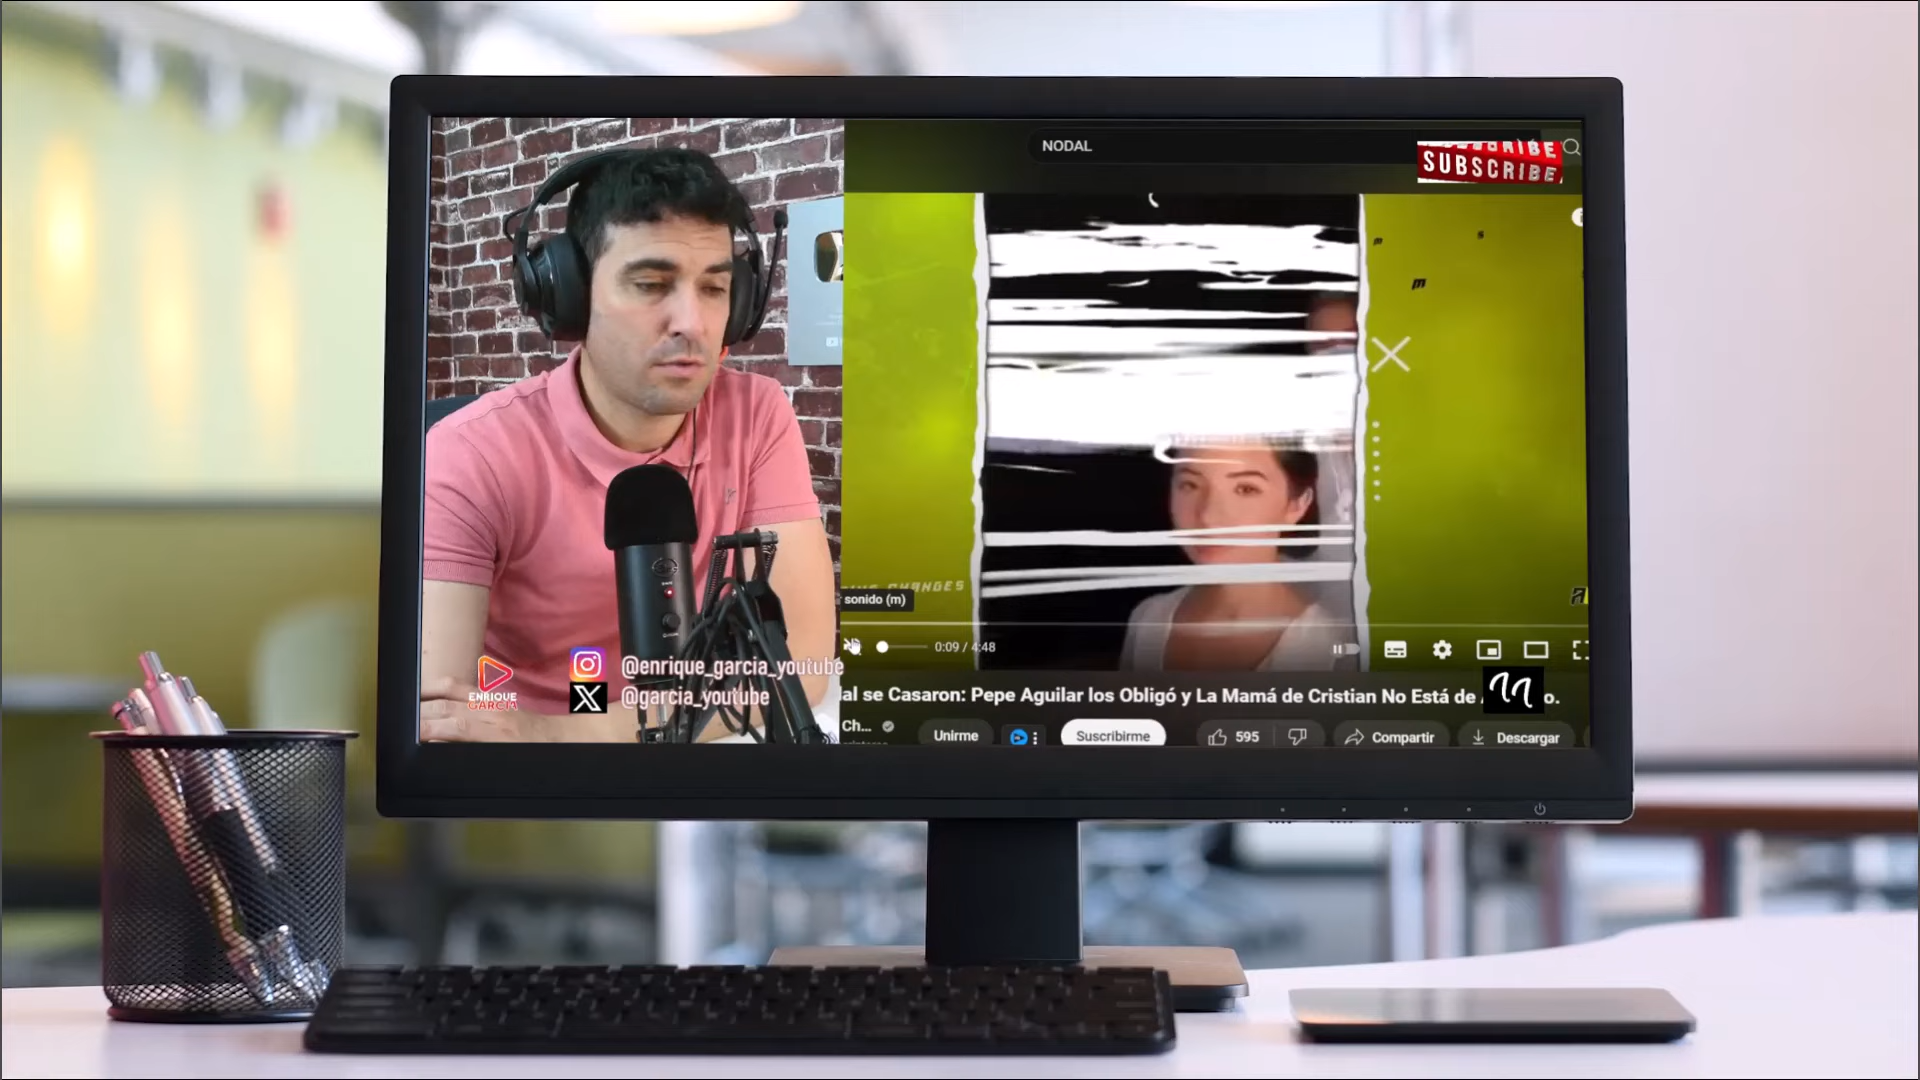 NODAL
SUBSCRIBE
sonido (m)
0:09 / 4:48
@enrique_garcia_youtube
@garcia_youtube
ENRIQUE
GARCIA
se Casaron: Pepe Aguilar los Obligó y La Mamá de Cristian No Está de
Ch...
Unirme
Suscribirme
595
Compartir
Descargar